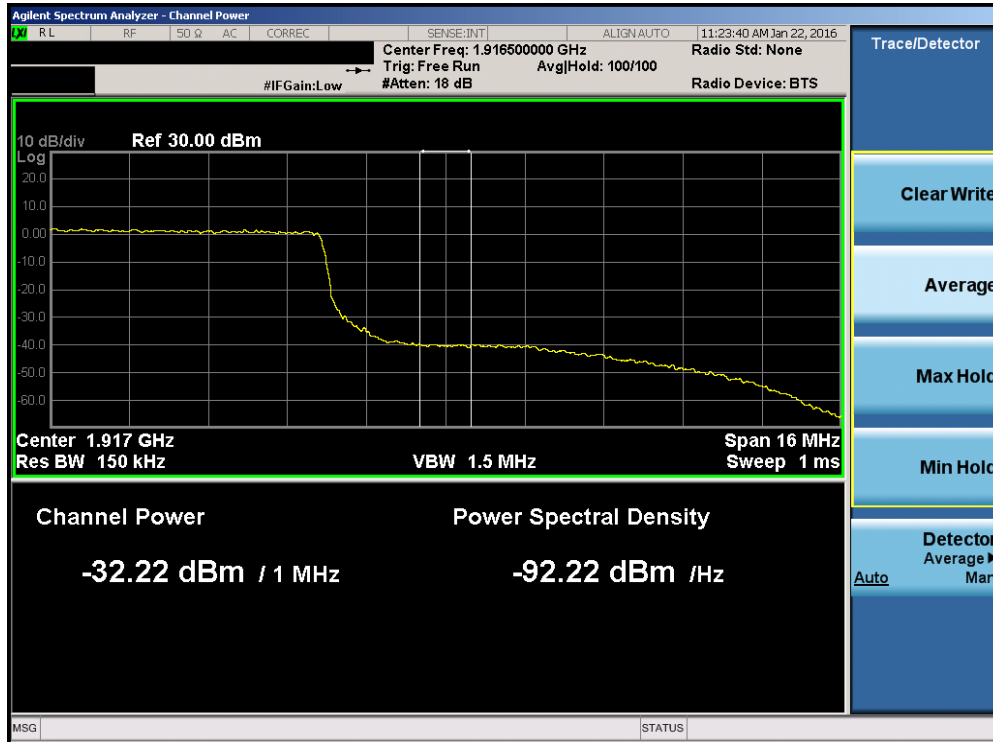 Agilent Spectrum Analyzer - Channel Power
LXI RL RF 50 Ω AC CORREC SENSE:INT ALIGN AUTO 11:23:40 AM Jan 22, 2016
Center Freq: 1.916500000 GHz Radio Std: None
Trig: Free Run Avg|Hold: 100/100
#IFGain:Low #Atten: 18 dB Radio Device: BTS
Trace/Detector
10 dB/div Ref 30.00 dBm
Log
20.0
10.0
0.00
-10.0
-20.0
-30.0
-40.0
-50.0
-60.0
Center 1.917 GHz Span 16 MHz
Res BW 150 kHz VBW 1.5 MHz Sweep 1 ms
Channel Power Power Spectral Density
-32.22 dBm / 1 MHz -92.22 dBm /Hz
Clear Write
Average
Max Hold
Min Hold
Detector
Average▶
Auto Man
MSG STATUS